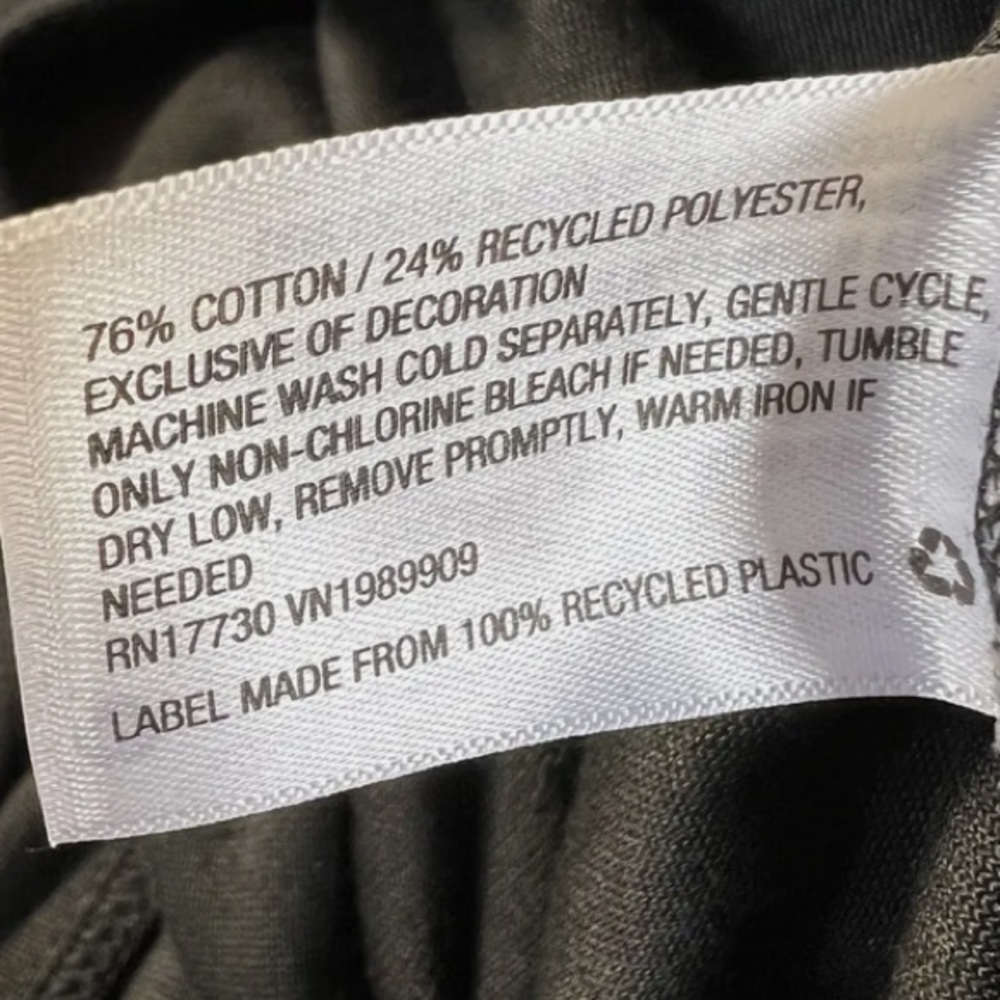 76% COTTON / 24% RECYCLED POLYESTER,
EXCLUSIVE OF DECORATION
MACHINE WASH COLD SEPARATELY, GENTLE CYCLE,
ONLY NON-CHLORINE BLEACH IF NEEDED, TUMBLE
DRY LOW, REMOVE PROMPTLY, WARM IRON IF
NEEDED
RN17730 VN1989909
LABEL MADE FROM 100% RECYCLED PLASTIC